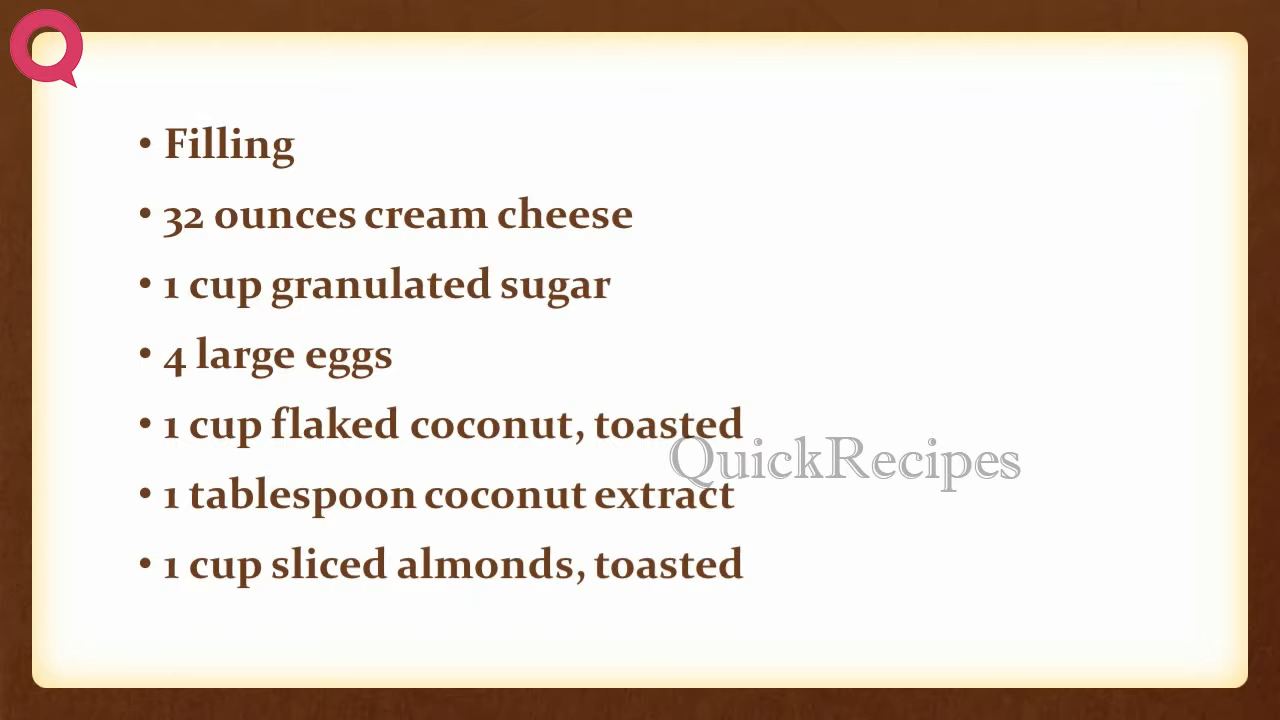 • Filling
• 32 ounces cream cheese
• 1 cup granulated sugar
• 4 large eggs
• 1 cup flaked coconut, toasted
QuickRecipes
• 1 tablespoon coconut extract
• 1 cup sliced almonds, toasted